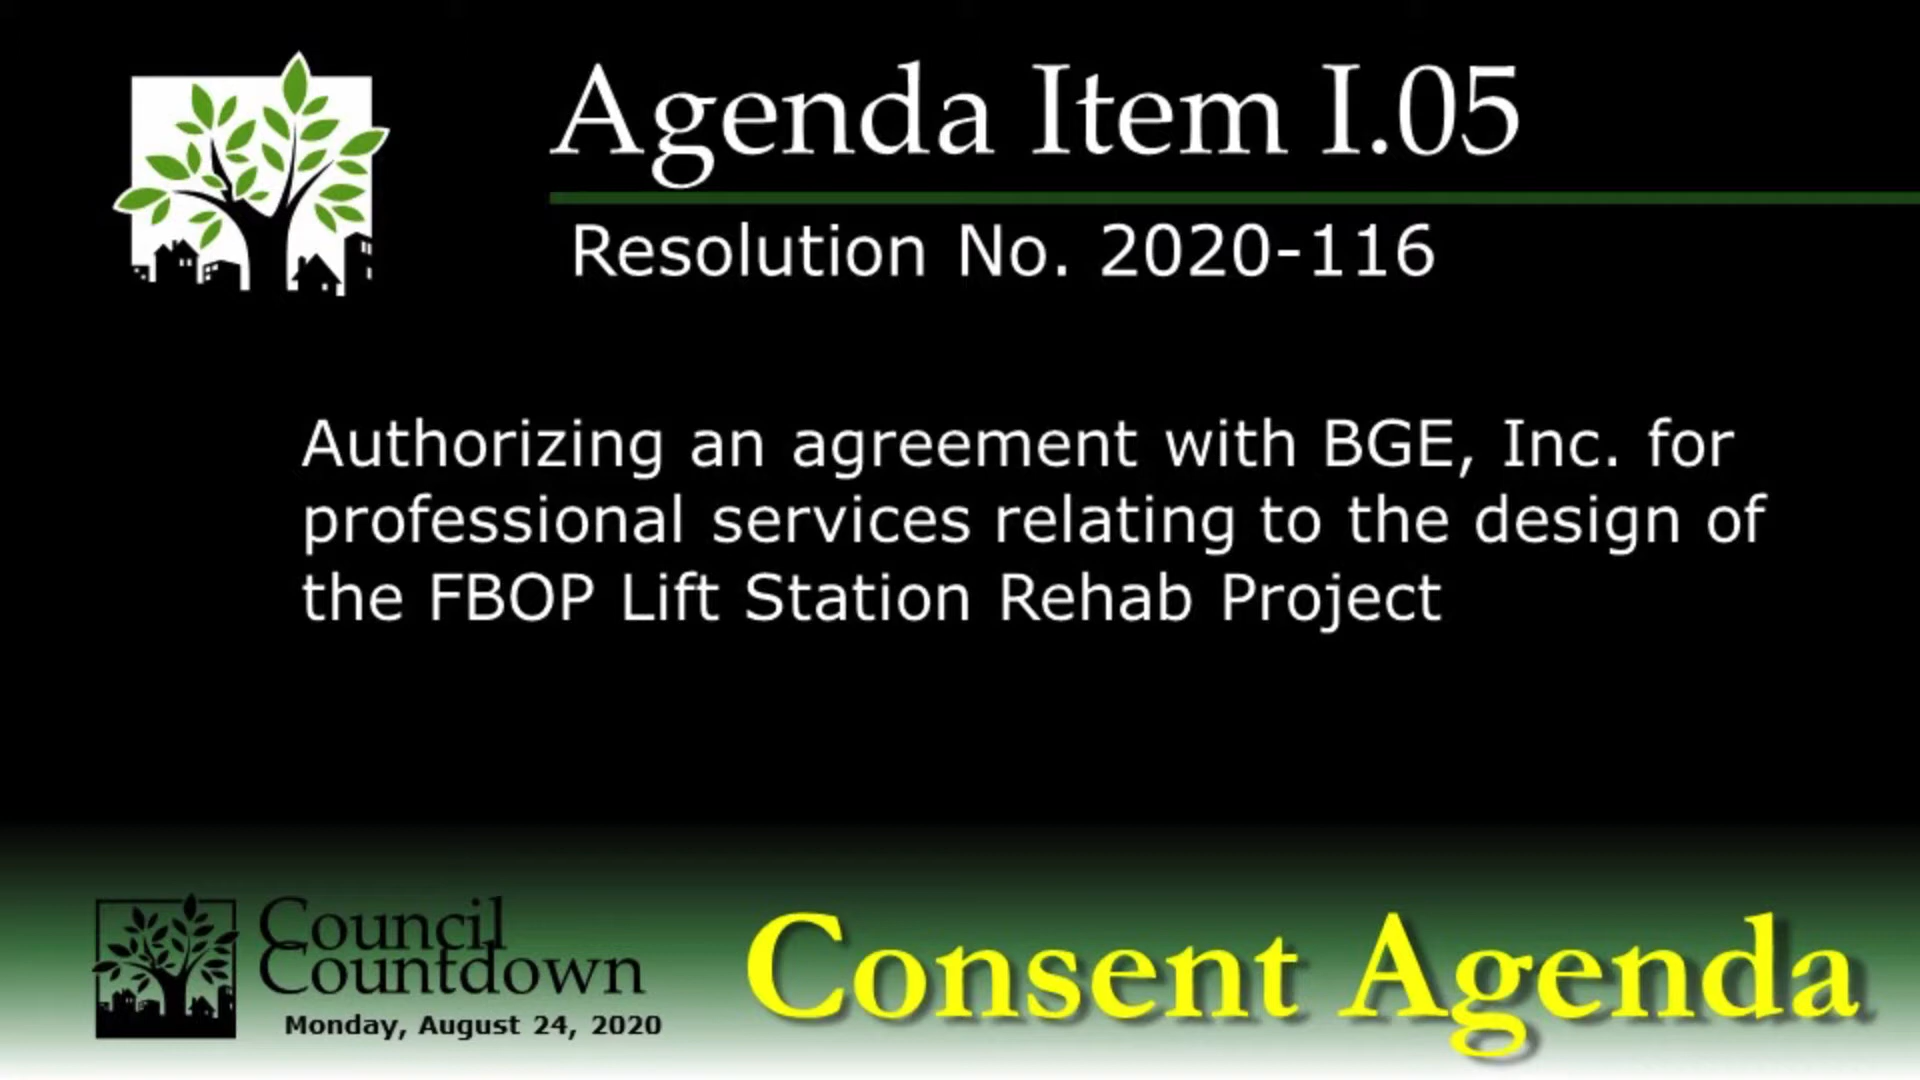 Agenda Item I.05
Resolution No. 2020-116
Authorizing an agreement with BGE, Inc. for
professional services relating to the design of
the FBOP Lift Station Rehab Project
Council
Countdown
Monday, August 24, 2020
Consent Agenda